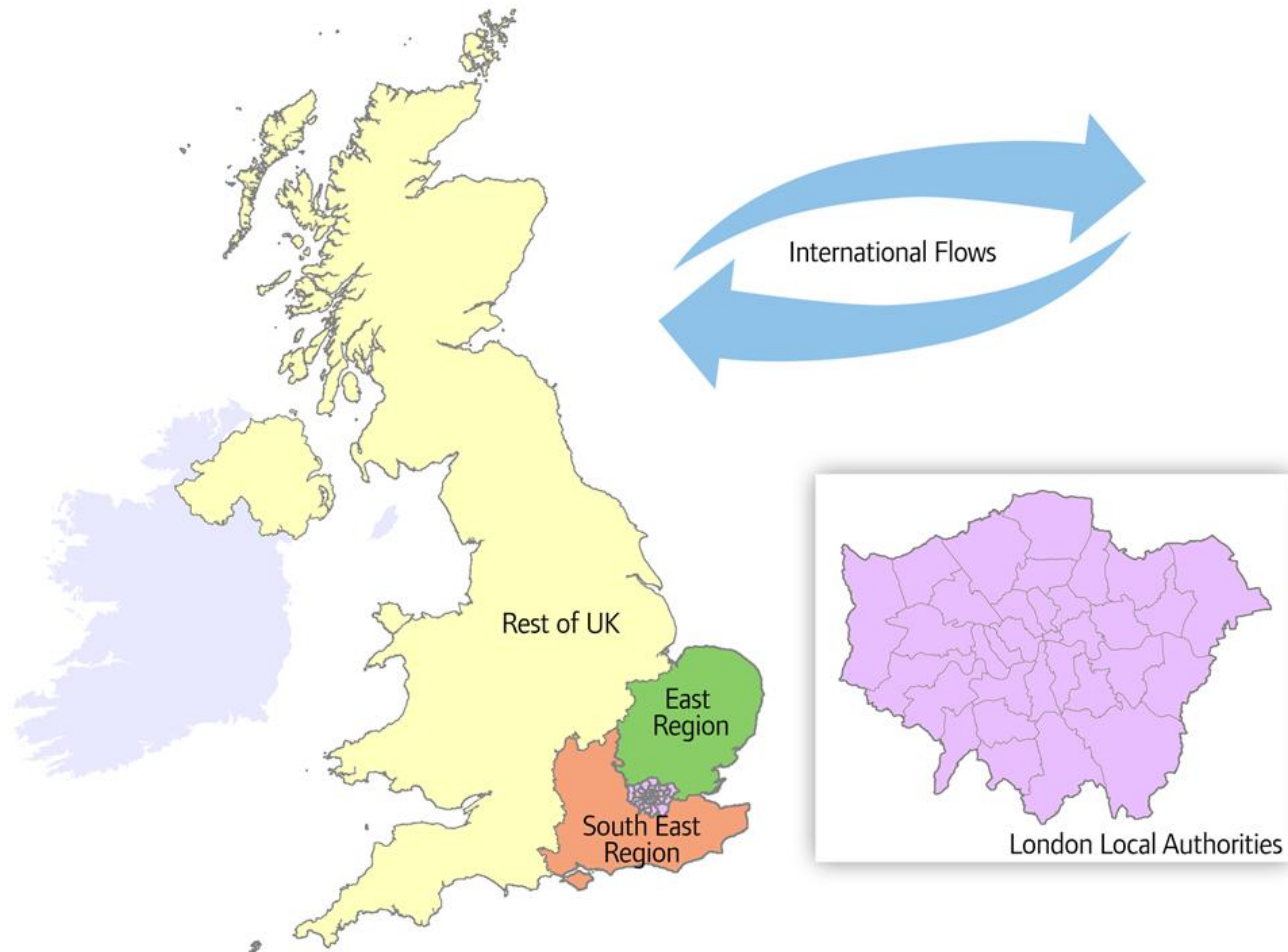 International Flows
Rest of UK
East
Region
South East
Region
London Local Authorities